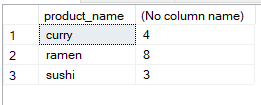 product_name (No column name)
1 curry 4
2 ramen 8
3 sushi 3